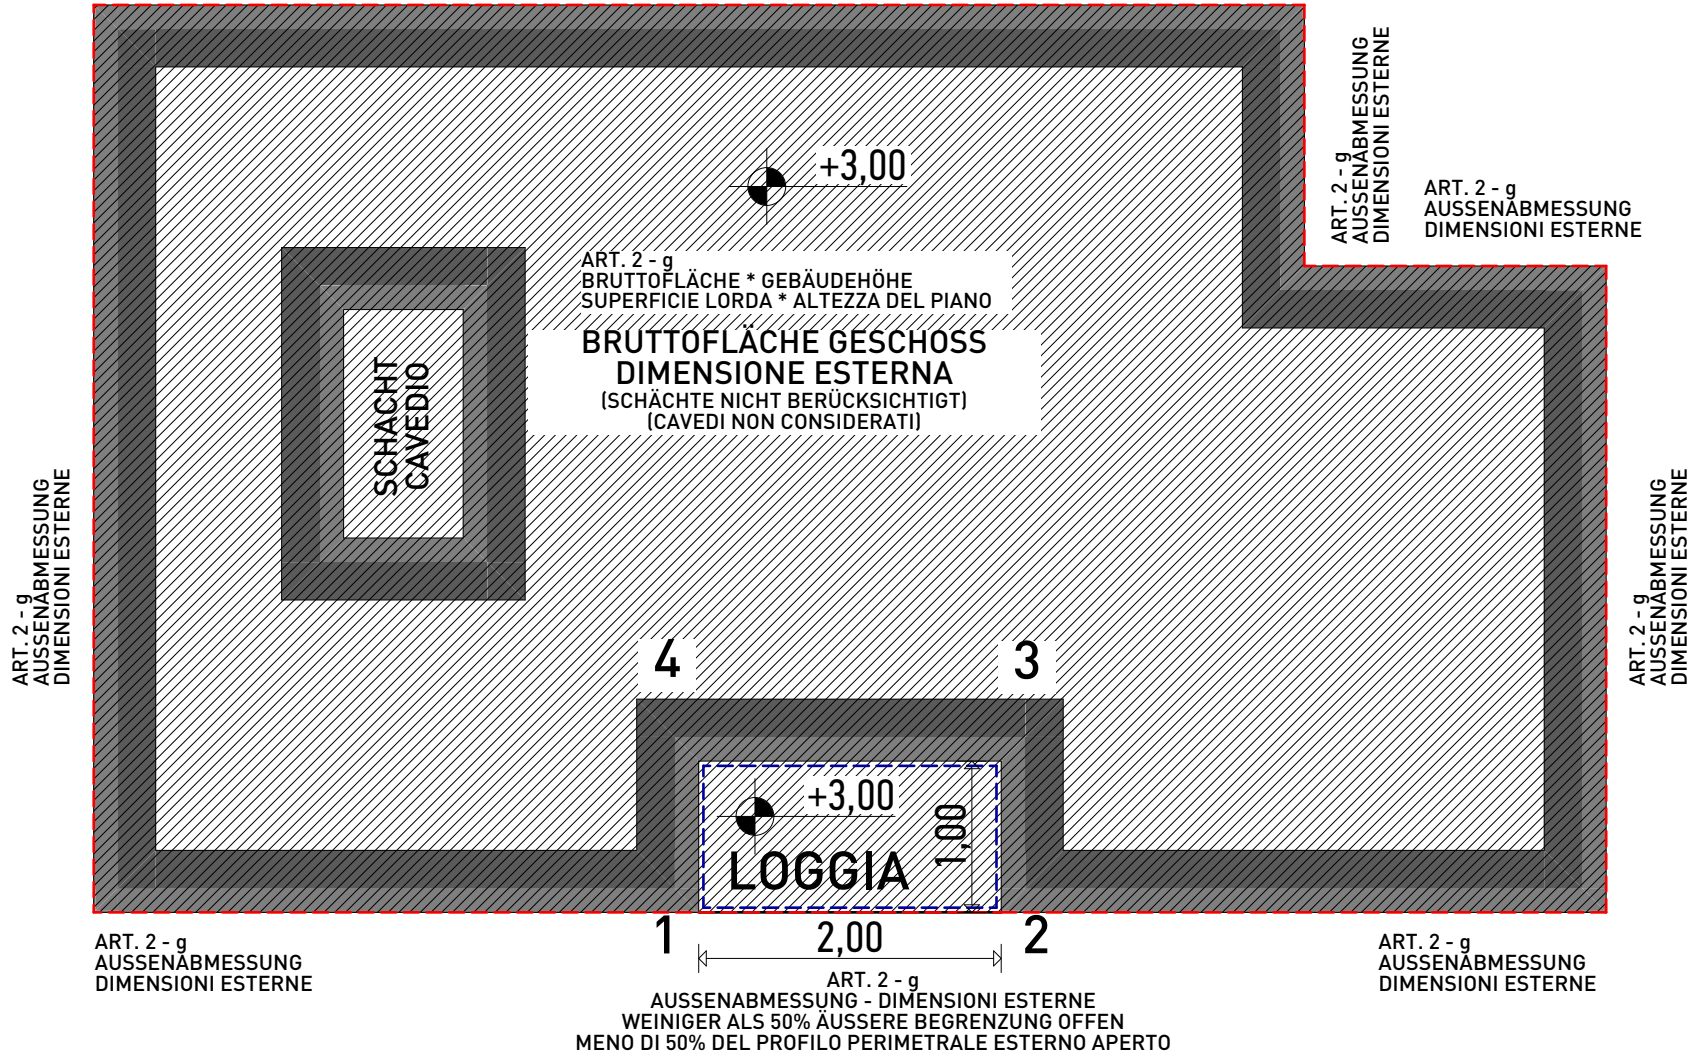 ART. 2 - g
AUSSENABMESSUNG
DIMENSIONI ESTERNE
ART. 2 - g
AUSSENABMESSUNG
DIMENSIONI ESTERNE
+3,00
ART. 2 - g
BRUTTOFLÄCHE * GEBÄUDEHÖHE
SUPERFICIE LORDA * ALTEZZA DEL PIANO
BRUTTOFLÄCHE GESCHOSS
DIMENSIONE ESTERNA
(SCHÄCHTE NICHT BERÜCKSICHTIGT)
(CAVEDI NON CONSIDERATI)
SCHACHT
CAVEDIO
ART. 2 - g
AUSSENABMESSUNG
DIMENSIONI ESTERNE
ART. 2 - g
AUSSENABMESSUNG
DIMENSIONI ESTERNE
4
3
+3,00
1,00
LOGGIA
1
2,00
2
ART. 2 - g
AUSSENABMESSUNG
DIMENSIONI ESTERNE
ART. 2 - g
AUSSENABMESSUNG - DIMENSIONI ESTERNE
WEINIGER ALS 50% ÄUSSERE BEGRENZUNG OFFEN
MENO DI 50% DEL PROFILO PERIMETRALE ESTERNO APERTO
ART. 2 - g
AUSSENABMESSUNG
DIMENSIONI ESTERNE